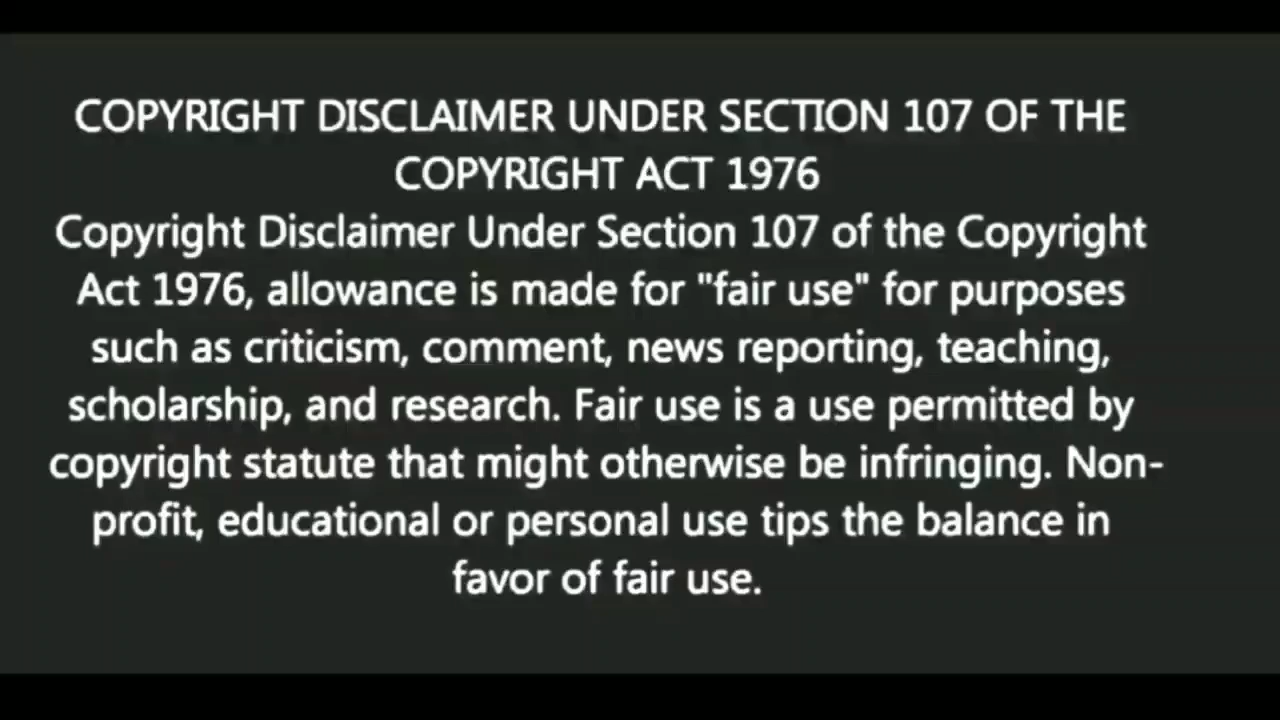 COPYRIGHT DISCLAIMER UNDER SECTION 107 OF THE
COPYRIGHT ACT 1976
Copyright Disclaimer Under Section 107 of the Copyright
Act 1976, allowance is made for "fair use" for purposes
such as criticism, comment, news reporting, teaching,
scholarship, and research. Fair use is a use permitted by
copyright statute that might otherwise be infringing. Non-
profit, educational or personal use tips the balance in
favor of fair use.